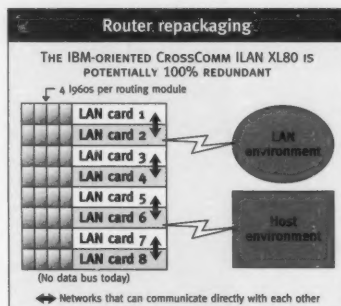 Router repackaging
THE IBM-ORIENTED CROSSCOMM ILAN XL80 IS
POTENTIALLY 100% REDUNDANT
4 I960s per routing module
LAN card 1
LAN card 2
LAN card 3
LAN card 4
LAN card 5
LAN card 6
LAN card 7
LAN card 8
LAN
environment
Host
environment
(No data bus today)
Networks that can communicate directly with each other